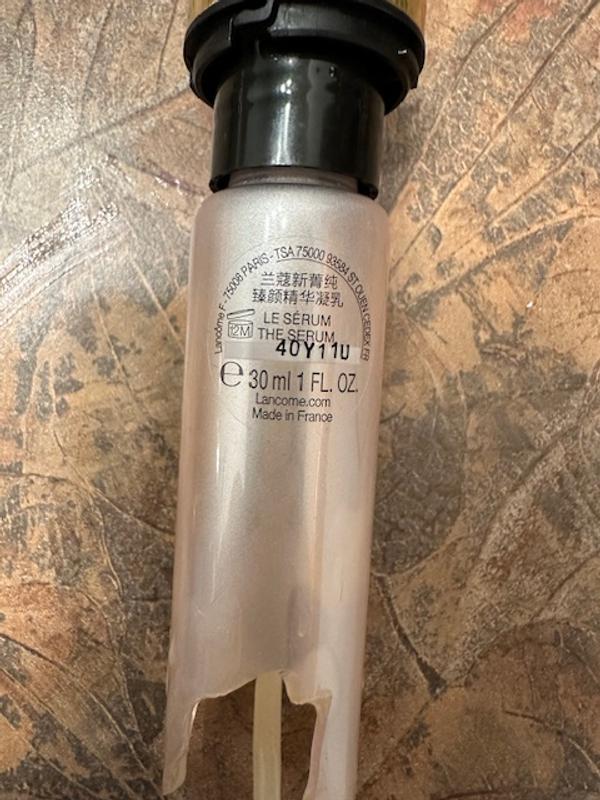 Lancôme F - 75008 PARIS - TSA 75000 93584 ST OUEN CEDEX FR
兰蔻新菁纯
臻颜精华凝乳
12M
LE SÉRUM
THE SERUM
40Y11U
e 30 ml 1 FL. OZ.
Lancome.com
Made in France